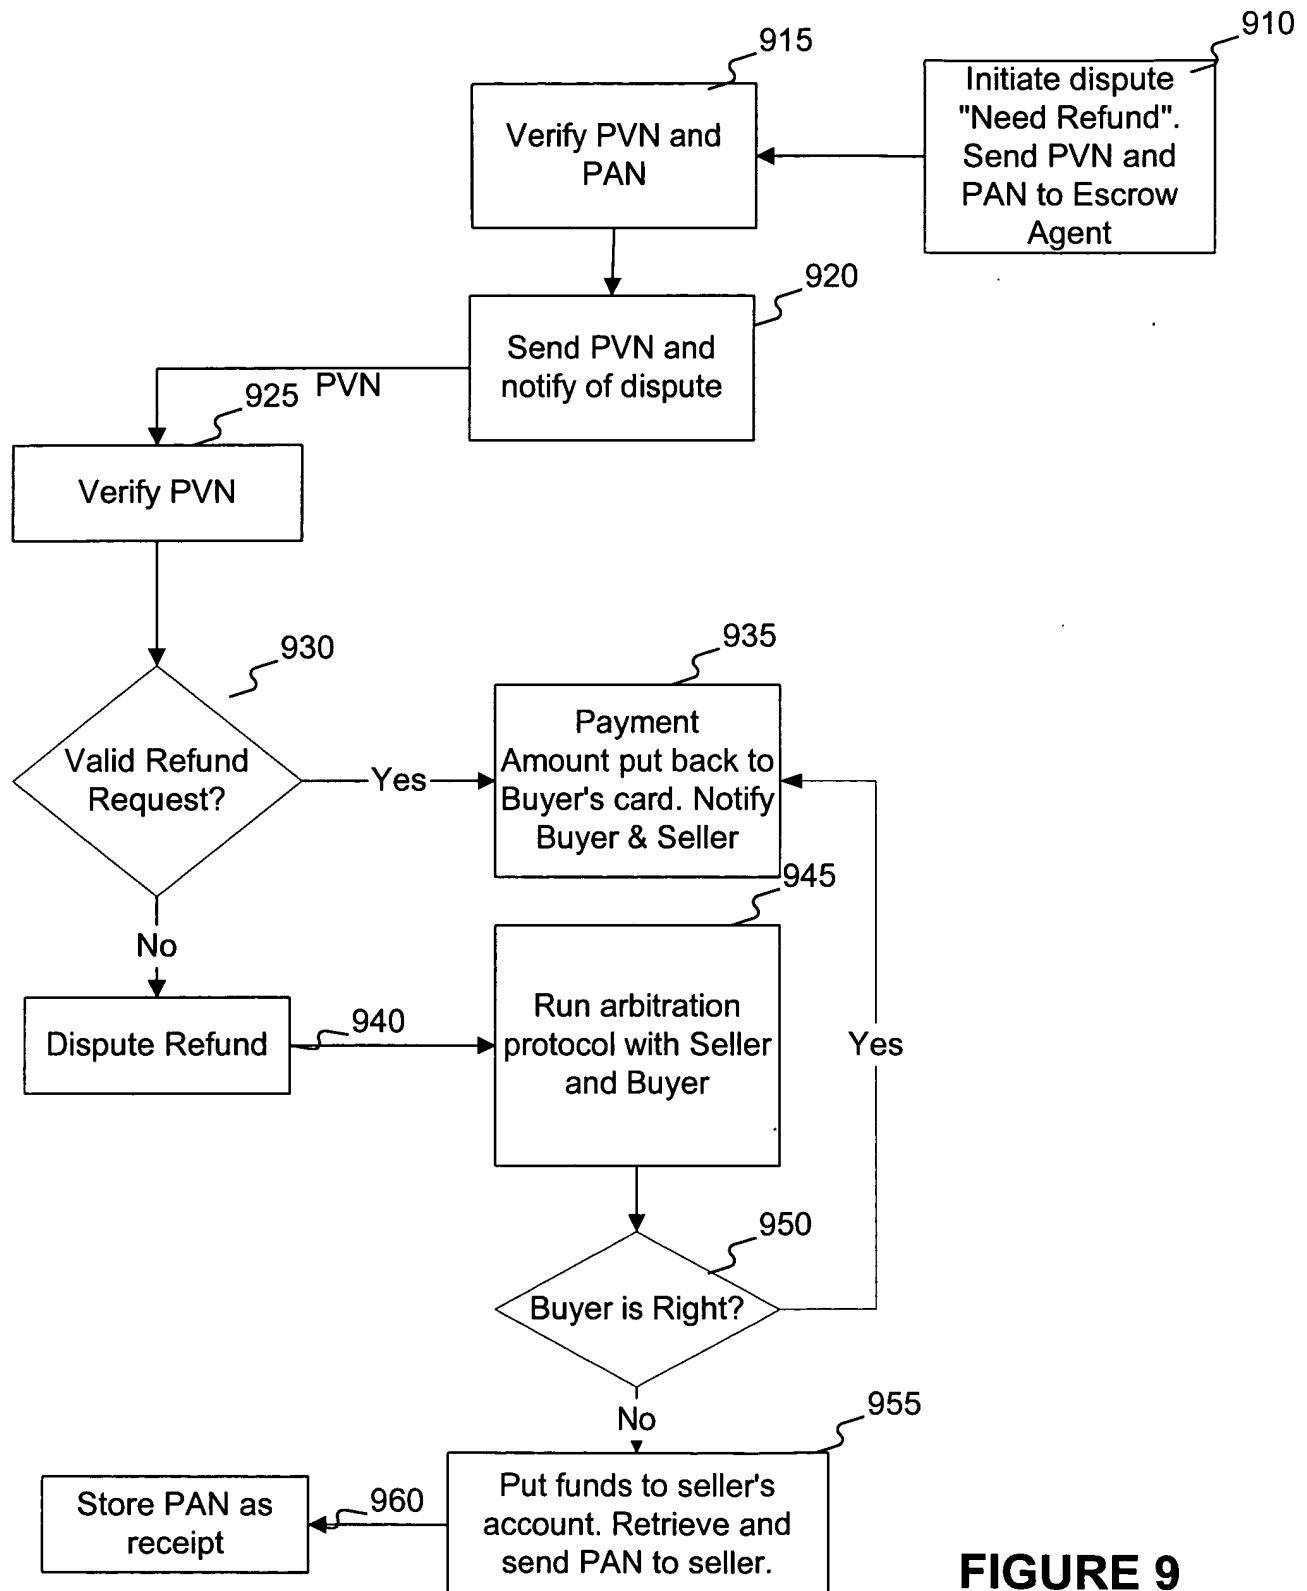 910
Initiate dispute
"Need Refund".
Send PVN and
PAN to Escrow
Agent
915
Verify PVN and
PAN
920
Send PVN and
notify of dispute
PVN
925
Verify PVN
930
Valid Refund
Request?
Yes
935
Payment
Amount put back to
Buyer's card. Notify
Buyer & Seller
No
Dispute Refund
940
945
Run arbitration
protocol with Seller
and Buyer
Yes
950
Buyer is Right?
No
955
Put funds to seller's
account. Retrieve and
send PAN to seller.
960
Store PAN as
receipt
FIGURE 9